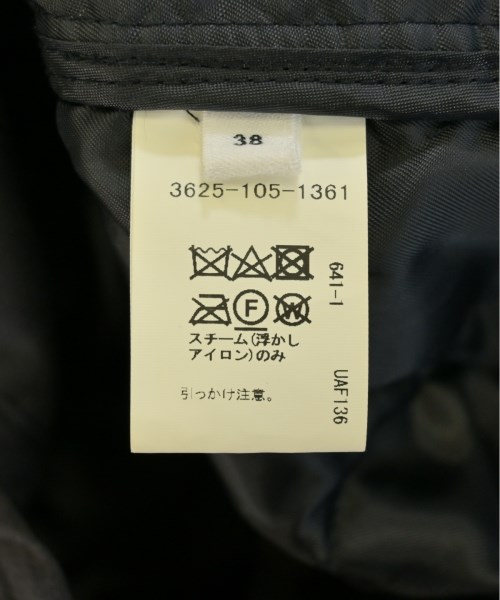 38
3625-105-1361
641-1
F
W
スチーム(浮かし
アイロン)のみ
引っかけ注意。
UAF136